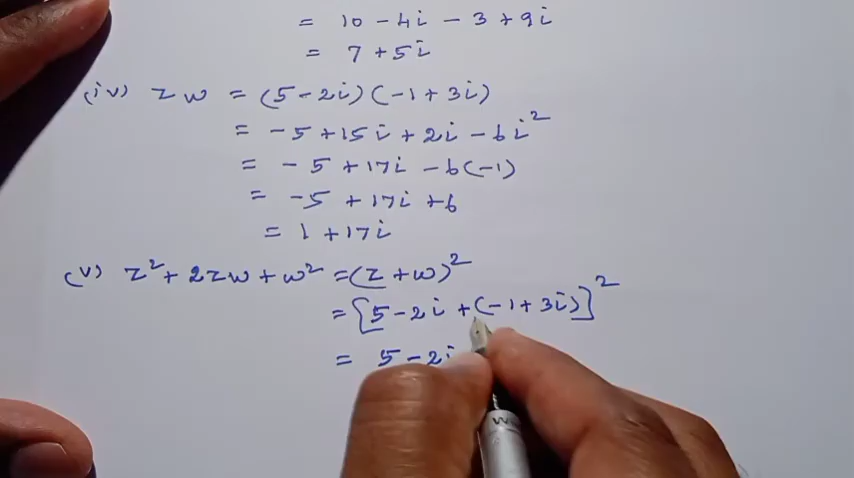 = 10 - 4i - 3 + 9i
= 7 + 5i
(iv) zw = (5-2i)(-1+3i)
= -5 + 15i + 2i - 6i²
= -5 + 17i - 6(-1)
= -5 + 17i + 6
= 1 + 17i
(v) z² + 2zw + w² = (z + w)²
= [5 - 2i + (-1 + 3i)]²
= 5 - 2i